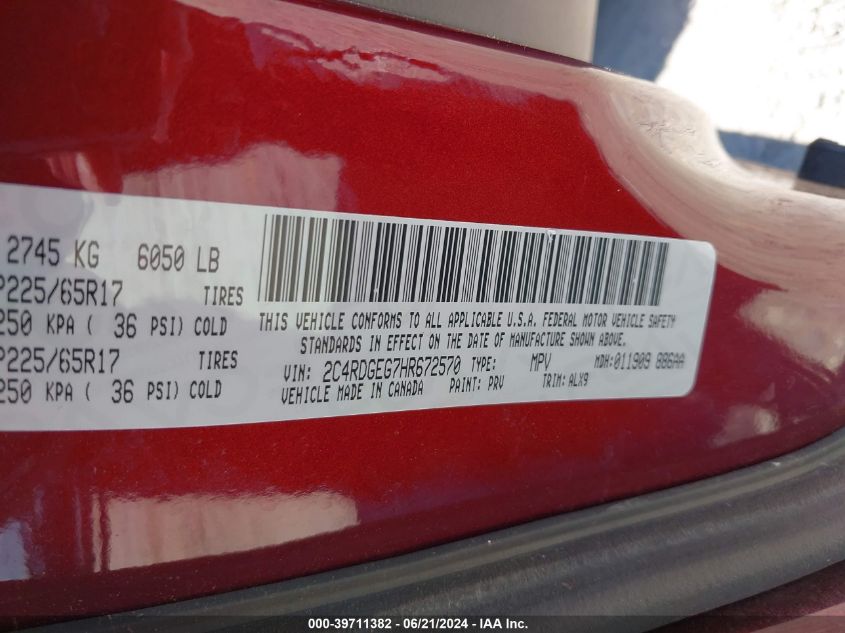 2745 KG 6050 LB
P225/65R17 TIRES
250 KPA ( 36 PSI) COLD
P225/65R17 TIRES
250 KPA ( 36 PSI) COLD
THIS VEHICLE CONFORMS TO ALL APPLICABLE U.S.A. FEDERAL MOTOR VEHICLE SAFETY
STANDARDS IN EFFECT ON THE DATE OF MANUFACTURE SHOWN ABOVE.
VIN: 2C4RDGEG7HR672570 TYPE: MPV MDH:011909 886AA
VEHICLE MADE IN CANADA PAINT: PRV TRIM: ALX9
000-39711382 - 06/21/2024 - IAA Inc.